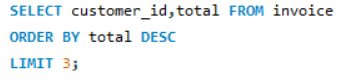 SELECT customer_id,total FROM invoice
ORDER BY total DESC
LIMIT 3;